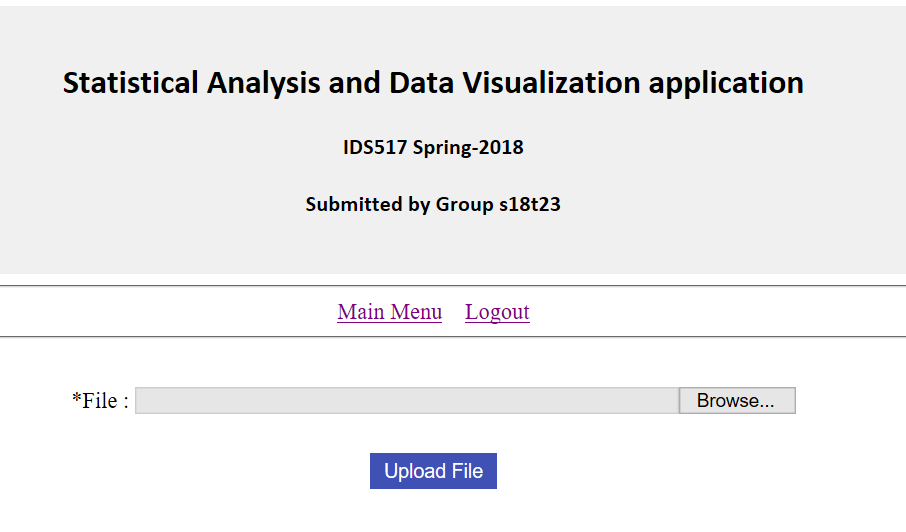 Statistical Analysis and Data Visualization application
IDS517 Spring-2018
Submitted by Group s18t23
Main Menu Logout
*File : Browse...
Upload File